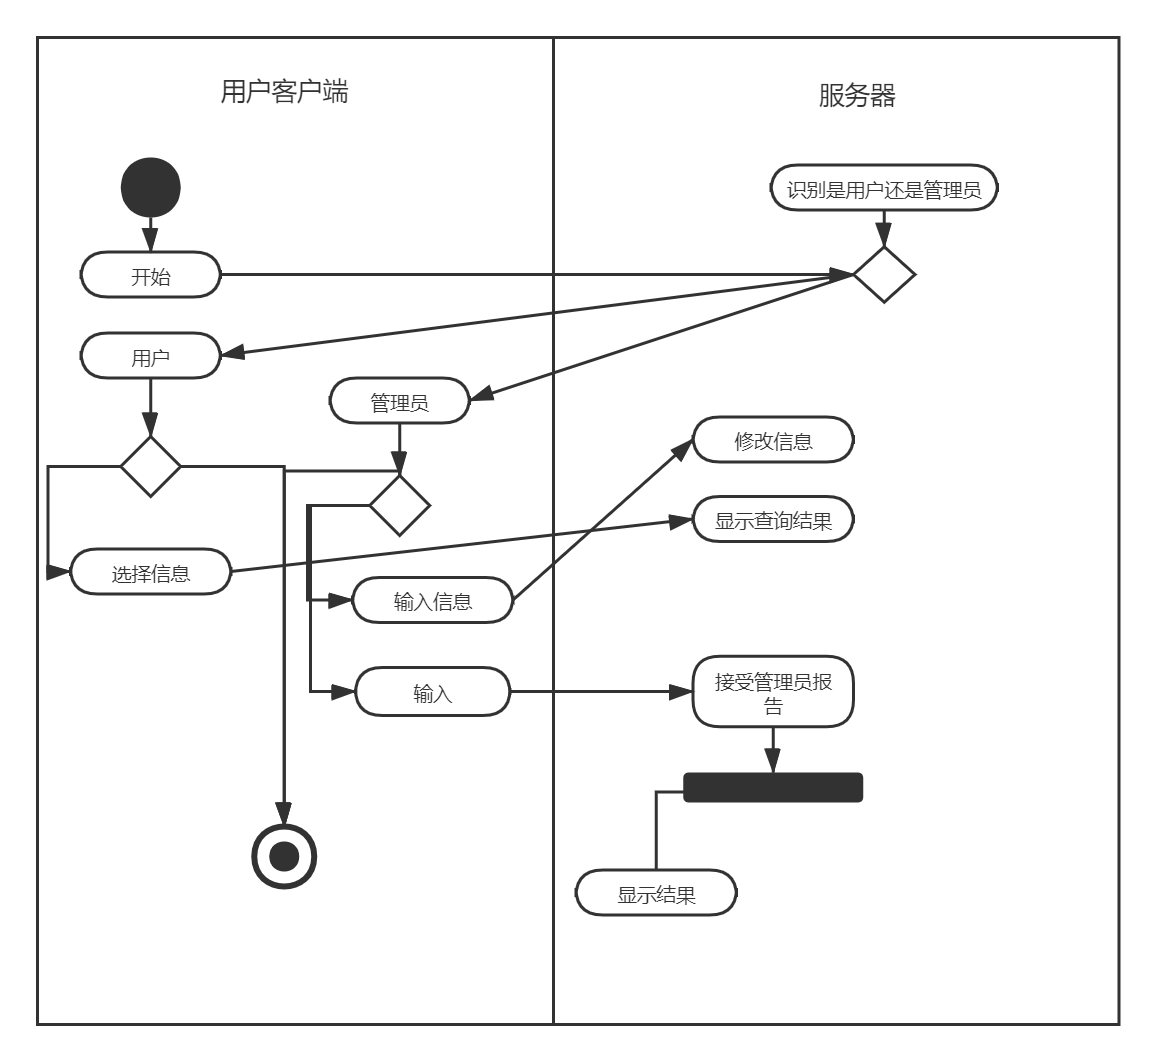 用户客户端
服务器
识别是用户还是管理员
开始
用户
管理员
修改信息
显示查询结果
选择信息
输入信息
输入
接受管理员报
告
显示结果